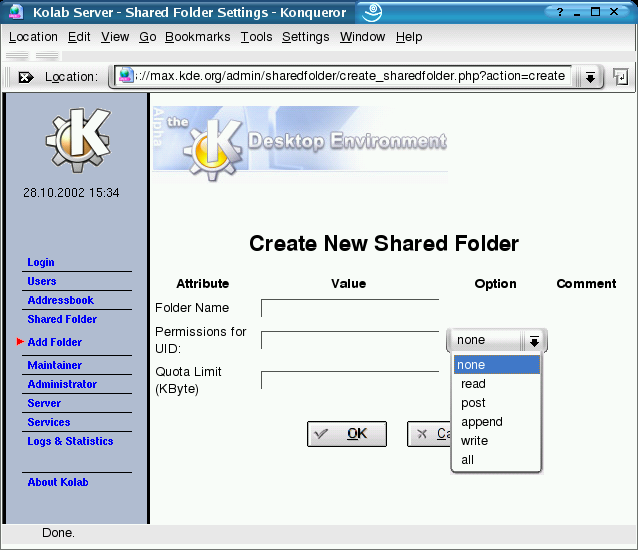 Kolab Server - Shared Folder Settings - Konqueror
Location Edit View Go Bookmarks Tools Settings Window Help
Location: ://max.kde.org/admin/sharedfolder/create_sharedfolder.php?action=create
Alpha
the
K Desktop Environment
28.10.2002 15:34
Login
Users
Addressbook
Shared Folder
Add Folder
Maintainer
Administrator
Server
Services
Logs & Statistics
About Kolab
Create New Shared Folder
Attribute Value Option Comment
Folder Name
Permissions for UID: none
Quota Limit (KByte)
none
read
post
append
write
all
OK Ca
Done.